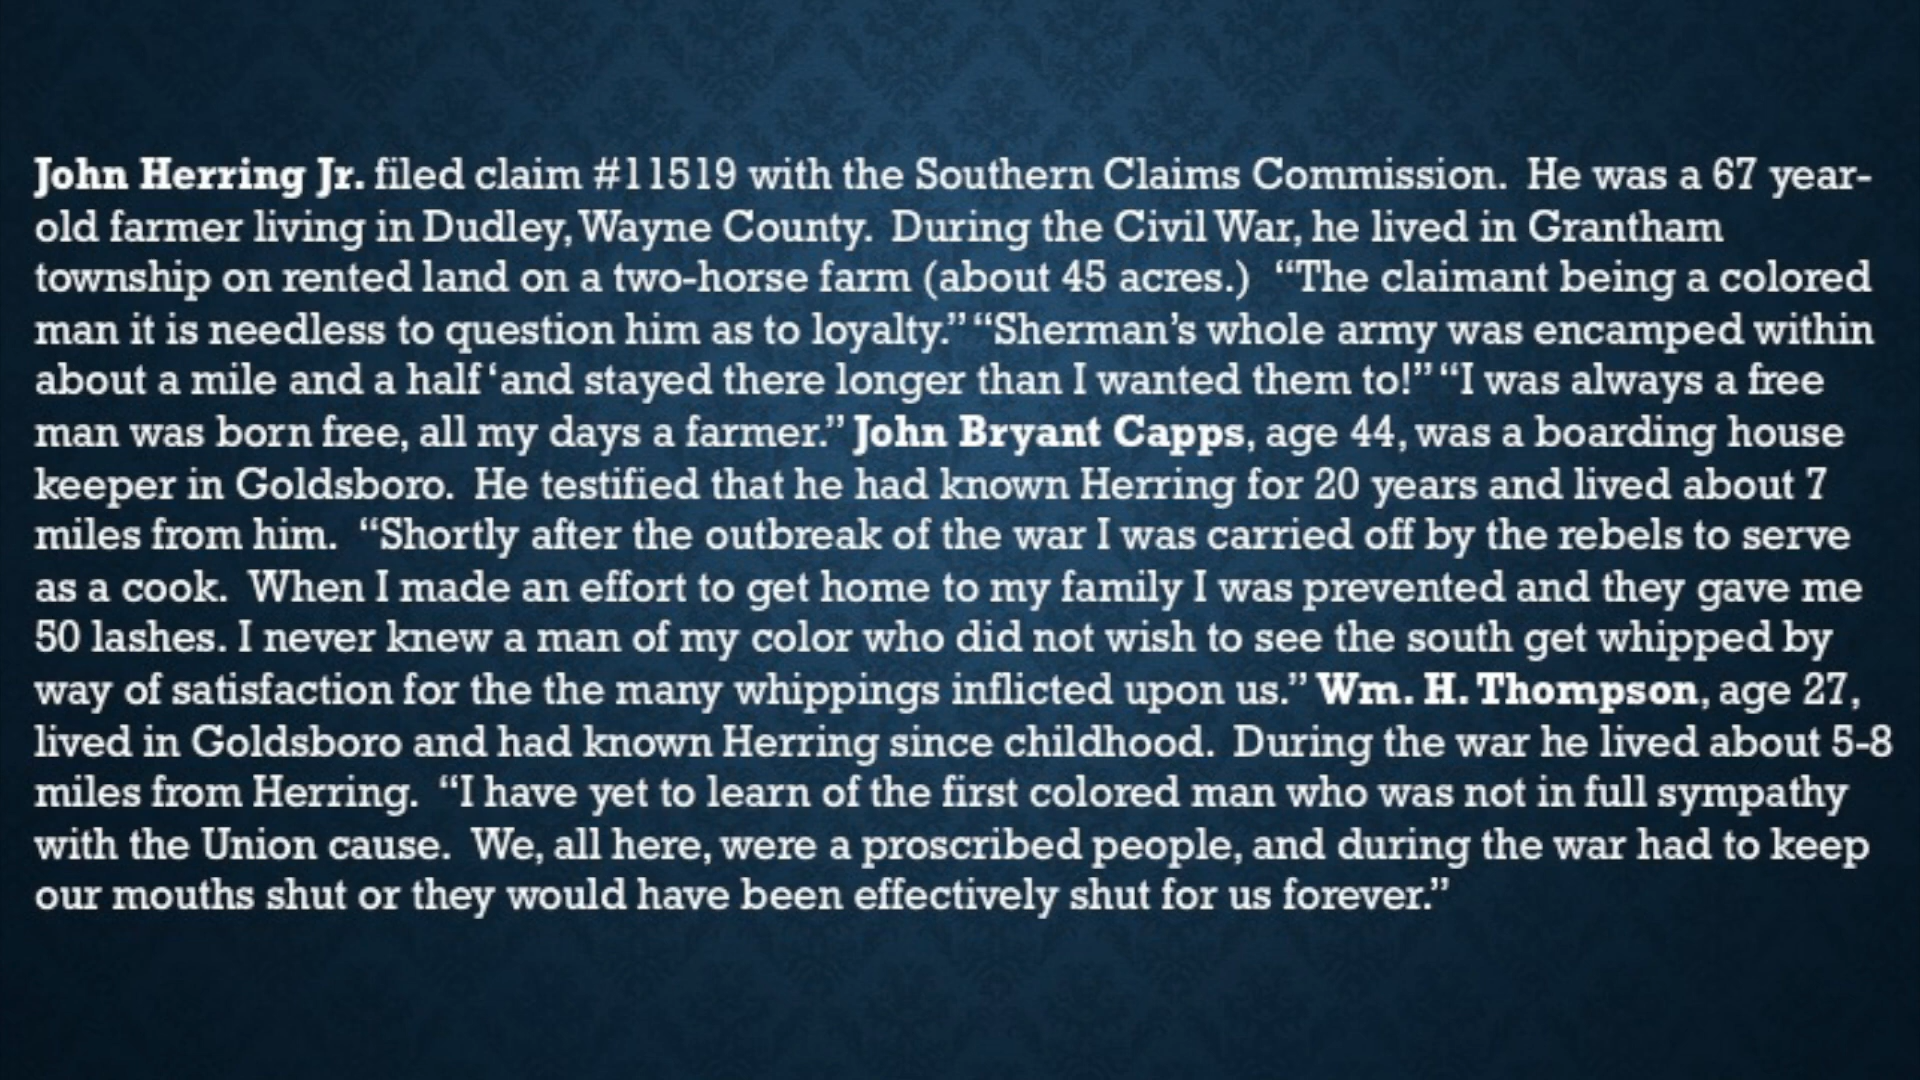 John Herring Jr. filed claim #11519 with the Southern Claims Commission.  He was a 67 year-
old farmer living in Dudley, Wayne County.  During the Civil War, he lived in Grantham
township on rented land on a two-horse farm (about 45 acres.)  “The claimant being a colored
man it is needless to question him as to loyalty.” “Sherman’s whole army was encamped within
about a mile and a half ‘and stayed there longer than I wanted them to!” “I was always a free
man was born free, all my days a farmer.” John Bryant Capps, age 44, was a boarding house
keeper in Goldsboro.  He testified that he had known Herring for 20 years and lived about 7
miles from him.  “Shortly after the outbreak of the war I was carried off by the rebels to serve
as a cook.  When I made an effort to get home to my family I was prevented and they gave me
50 lashes. I never knew a man of my color who did not wish to see the south get whipped by
way of satisfaction for the the many whippings inflicted upon us.” Wm. H. Thompson, age 27,
lived in Goldsboro and had known Herring since childhood.  During the war he lived about 5-8
miles from Herring.  “I have yet to learn of the first colored man who was not in full sympathy
with the Union cause.  We, all here, were a proscribed people, and during the war had to keep
our mouths shut or they would have been effectively shut for us forever.”